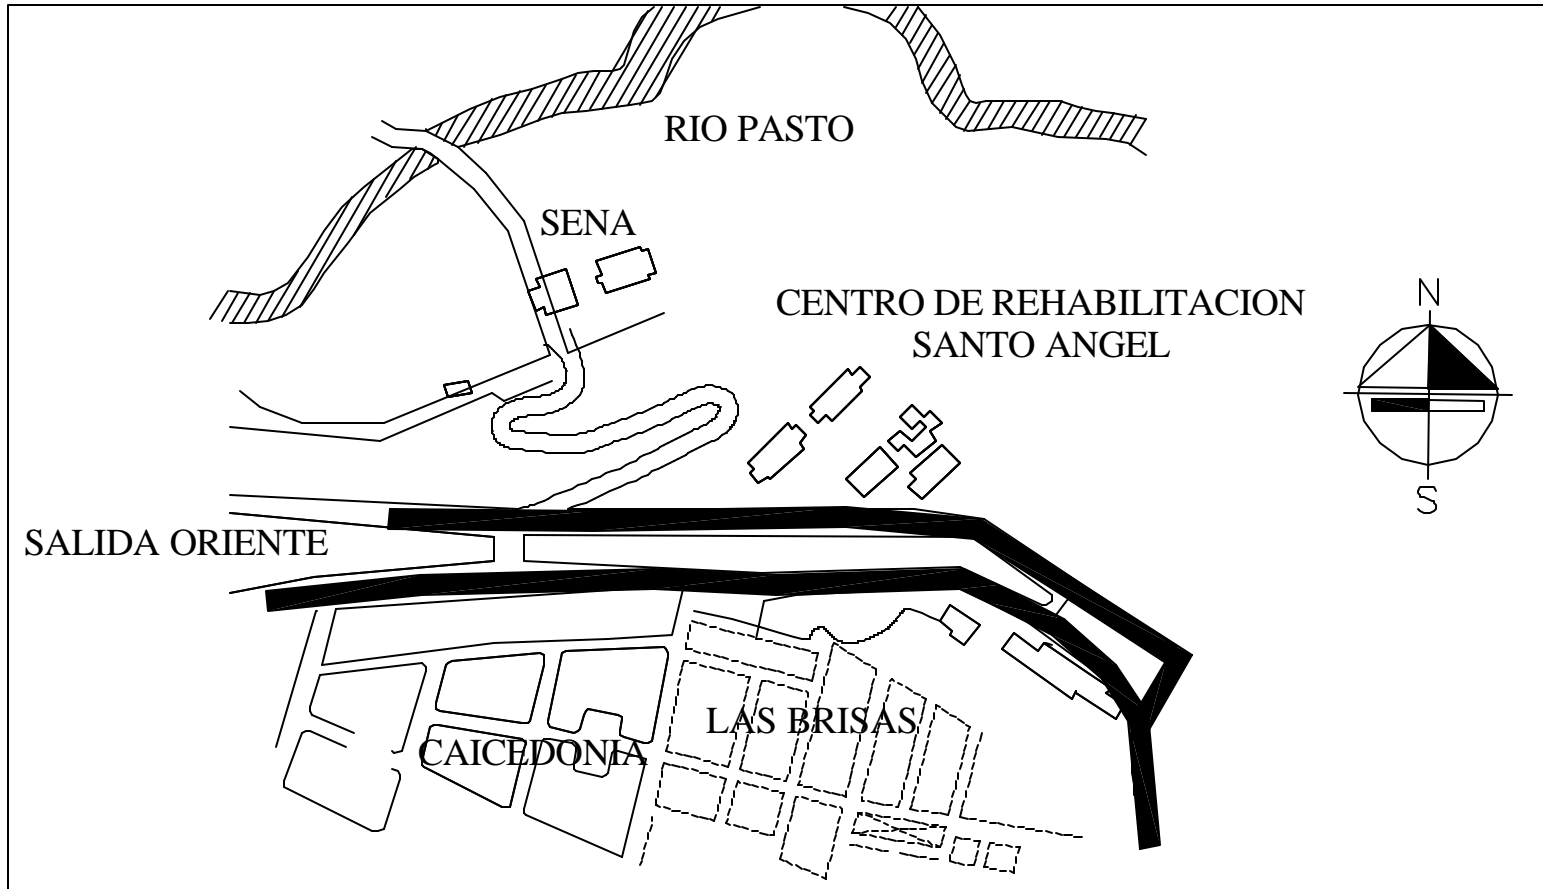 RIO PASTO
SENA
CENTRO DE REHABILITACION
SANTO ANGEL
N
S
SALIDA ORIENTE
LAS BRISAS
CAICEDONIA